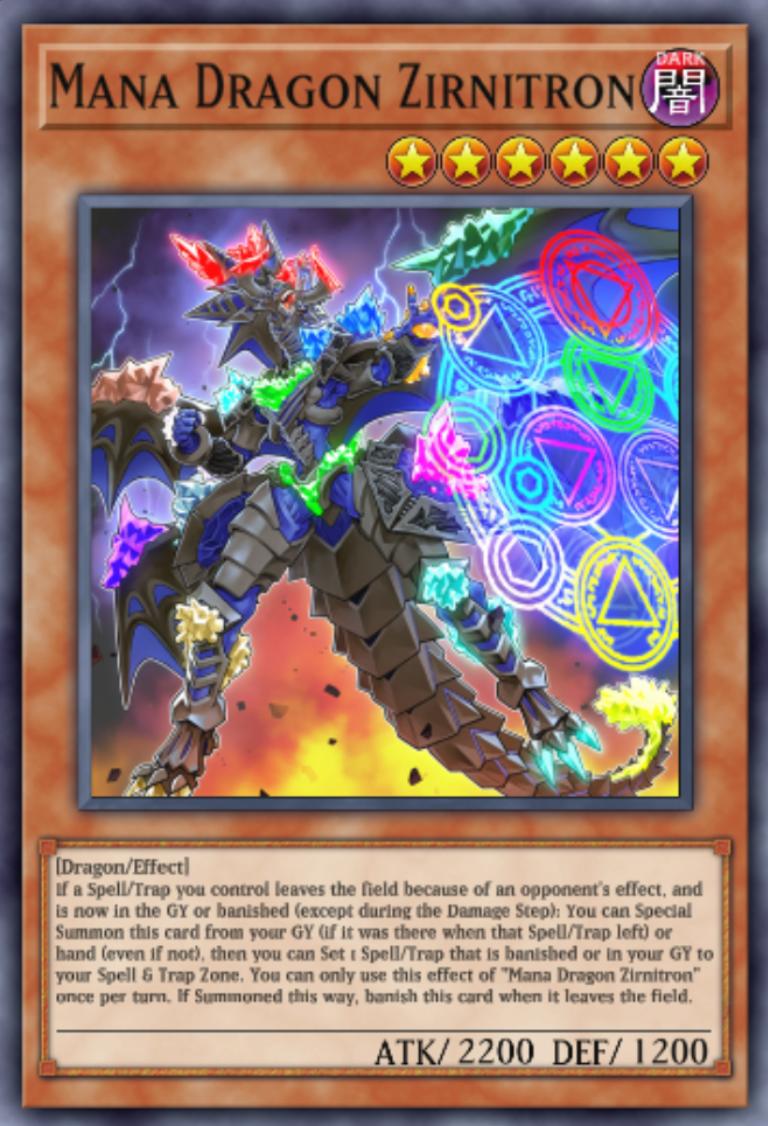 MANA DRAGON ZIRNITRON
DARK
闇
[Dragon/Effect]
If a Spell/Trap you control leaves the field because of an opponent's effect, and
is now in the GY or banished (except during the Damage Step): You can Special
Summon this card from your GY (if it was there when that Spell/Trap left) or
hand (even if not), then you can Set 1 Spell/Trap that is banished or in your GY to
your Spell & Trap Zone. You can only use this effect of "Mana Dragon Zirnitron"
once per turn. If Summoned this way, banish this card when it leaves the field.
ATK/ 2200 DEF/ 1200